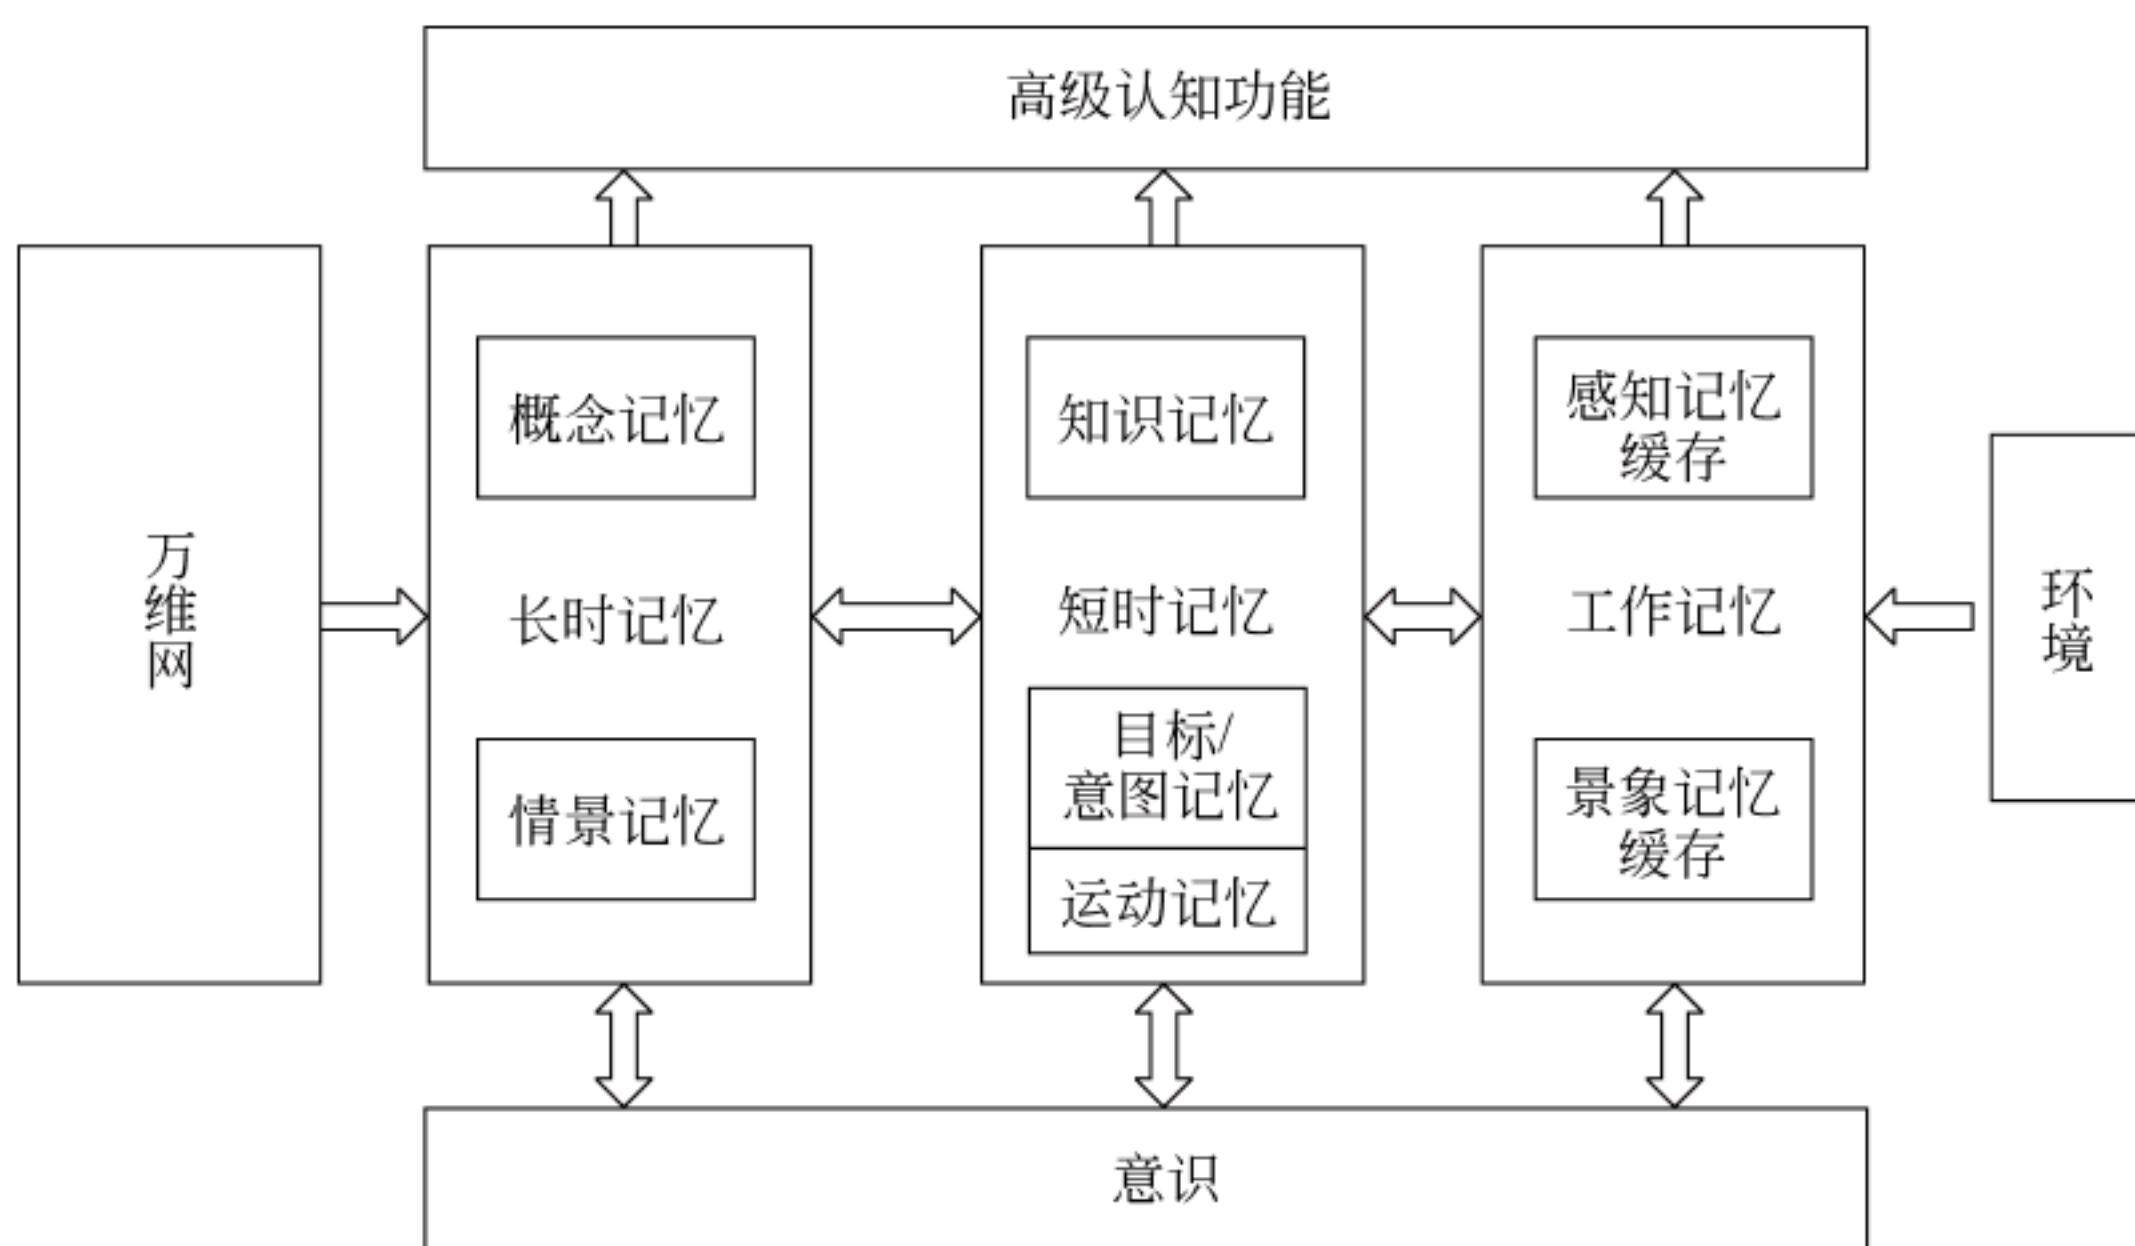 高级认知功能
万维网
概念记忆
长时记忆
情景记忆
知识记忆
短时记忆
目标/
意图记忆
运动记忆
感知记忆
缓存
工作记忆
景象记忆
缓存
环境
意识